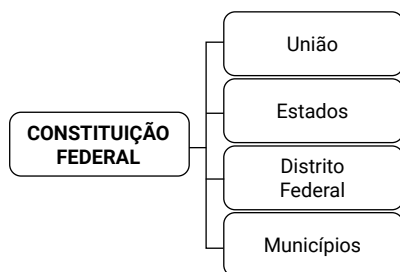 União
Estados
CONSTITUIÇÃO
FEDERAL
Distrito
Federal
Municípios